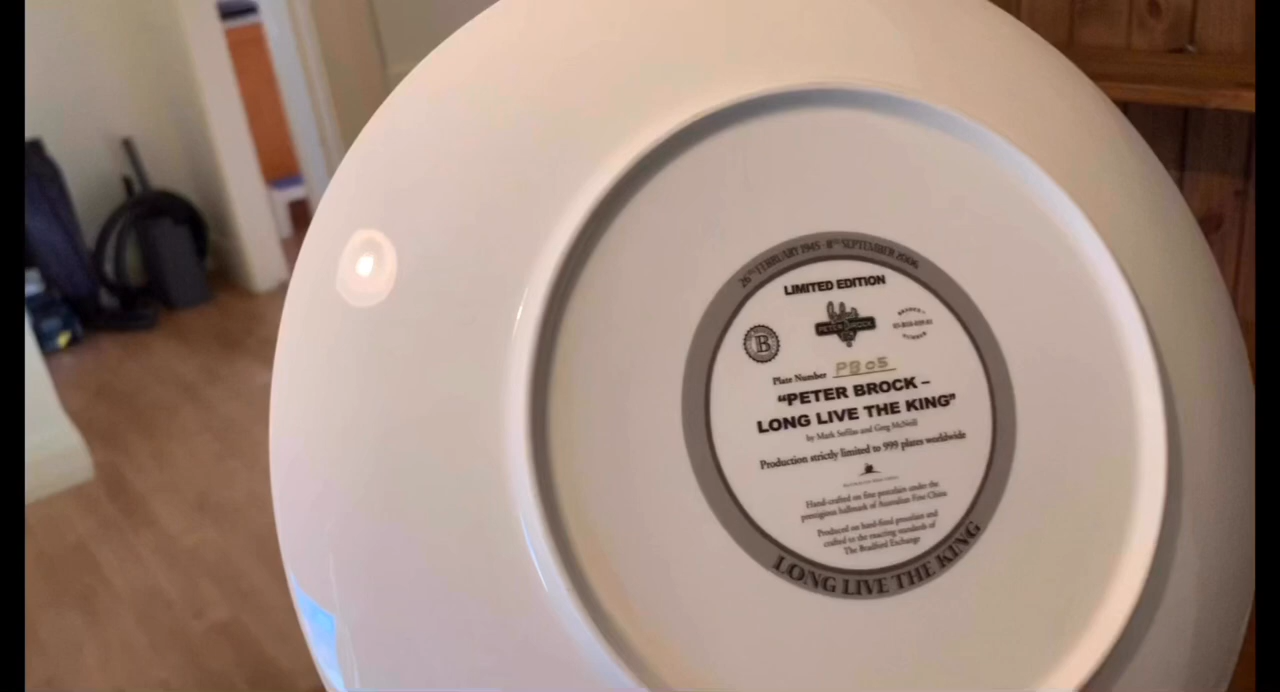 26TH FEBRUARY 1945 - 8TH SEPTEMBER 2006
LIMITED EDITION
PETER BROCK
B
Plate Number PB05
“PETER BROCK –
LONG LIVE THE KING”
by Mark Seffino and Greg McNeill
Production strictly limited to 999 plates worldwide
Hand-crafted on fine porcelain under the
prestigious hallmark of Australian Fine China
Produced on hard-fired porcelain and
crafted to the exacting standards of
The Bradford Exchange
LONG LIVE THE KING